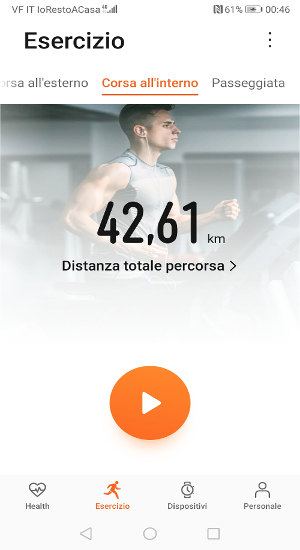 VF IT IoRestoACasa 61% 00:46
Esercizio
orsa all'esterno Corsa all'interno Passeggiata
42,61 km
Distanza totale percorsa
Health Esercizio Dispositivi Personale